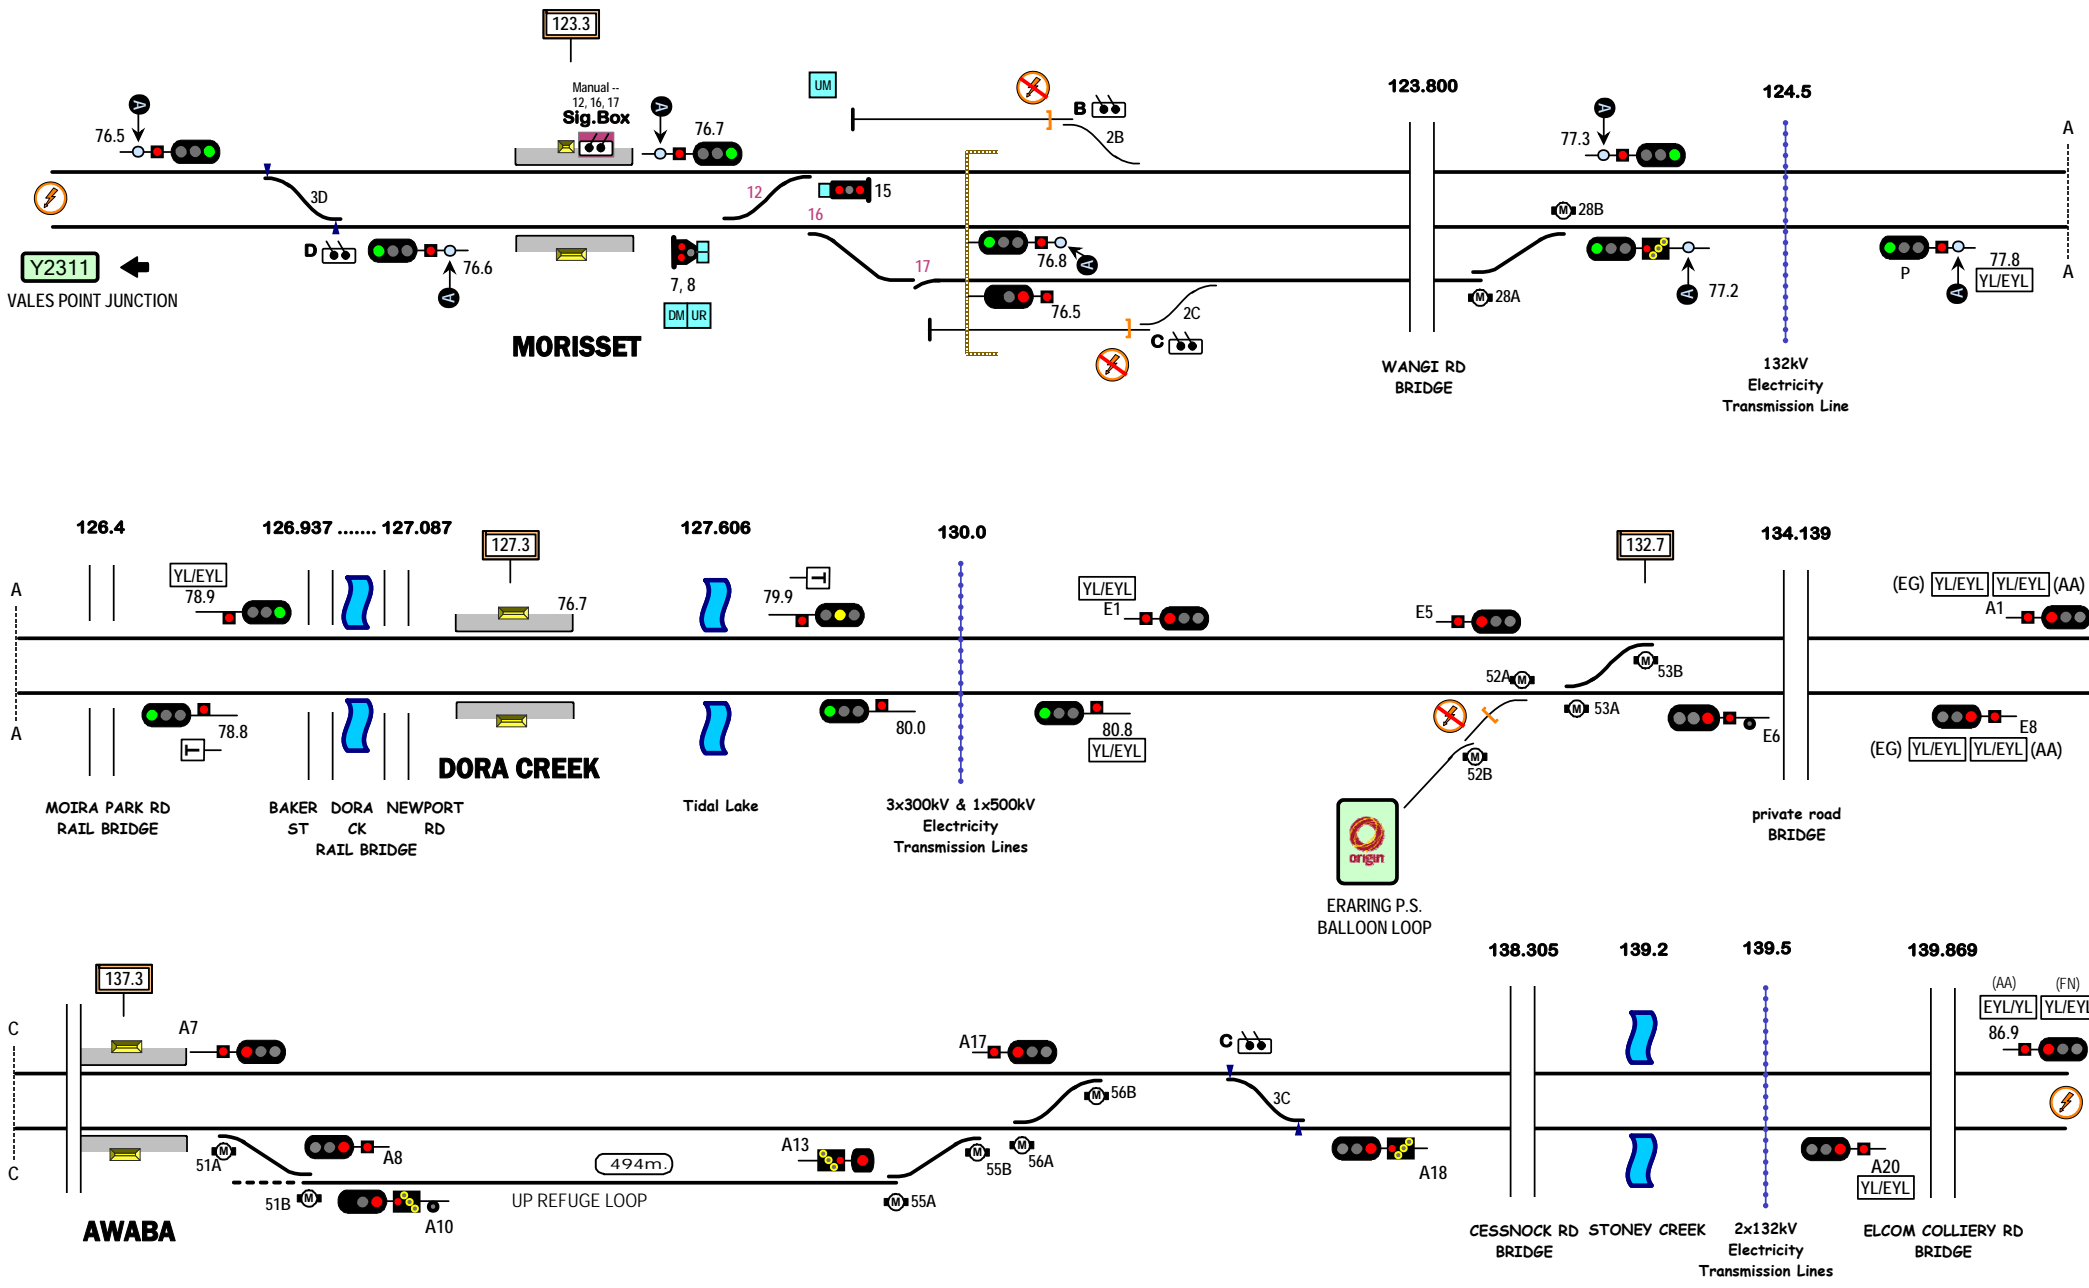 123.3
Manual --
12, 16, 17
Sig.Box
76.5
A
A
76.7
UM
B
2B
123.800
A
77.3
124.5
A
3D
12
15
16
28B
D
76.6
A
7, 8
DM UR
17
76.8
A
76.5
2C
C
28A
77.2
A
P
77.8
A
YL/EYL
A
Y2311
VALES POINT JUNCTION
MORISSET
WANGI RD
BRIDGE
132kV
Electricity
Transmission Line
126.4
126.937 ....... 127.087
127.3
127.606
130.0
132.7
134.139
A
YL/EYL
78.9
76.7
T
79.9
YL/EYL
E1
E5
(EG) YL/EYL YL/EYL (AA)
A1
53B
52A
53A
A
78.8
T
80.0
80.8
YL/EYL
E6
E8
(EG) YL/EYL YL/EYL (AA)
52B
DORA CREEK
MOIRA PARK RD
RAIL BRIDGE
BAKER
ST
DORA
CK
NEWPORT
RD
RAIL BRIDGE
Tidal Lake
3x300kV & 1x500kV
Electricity
Transmission Lines
origin
ERARING P.S.
BALLOON LOOP
private road
BRIDGE
137.3
138.305
139.2
139.5
139.869
C
A7
A17
C
(AA)
(FN)
EYL/YL YL/EYL
86.9
56B
3C
C
51A
A8
A13
55B
56A
A18
A20
YL/EYL
494m.
51B
A10
UP REFUGE LOOP
55A
AWABA
CESSNOCK RD
BRIDGE
STONEY CREEK
2x132kV
Electricity
Transmission Lines
ELCOM COLLIERY RD
BRIDGE